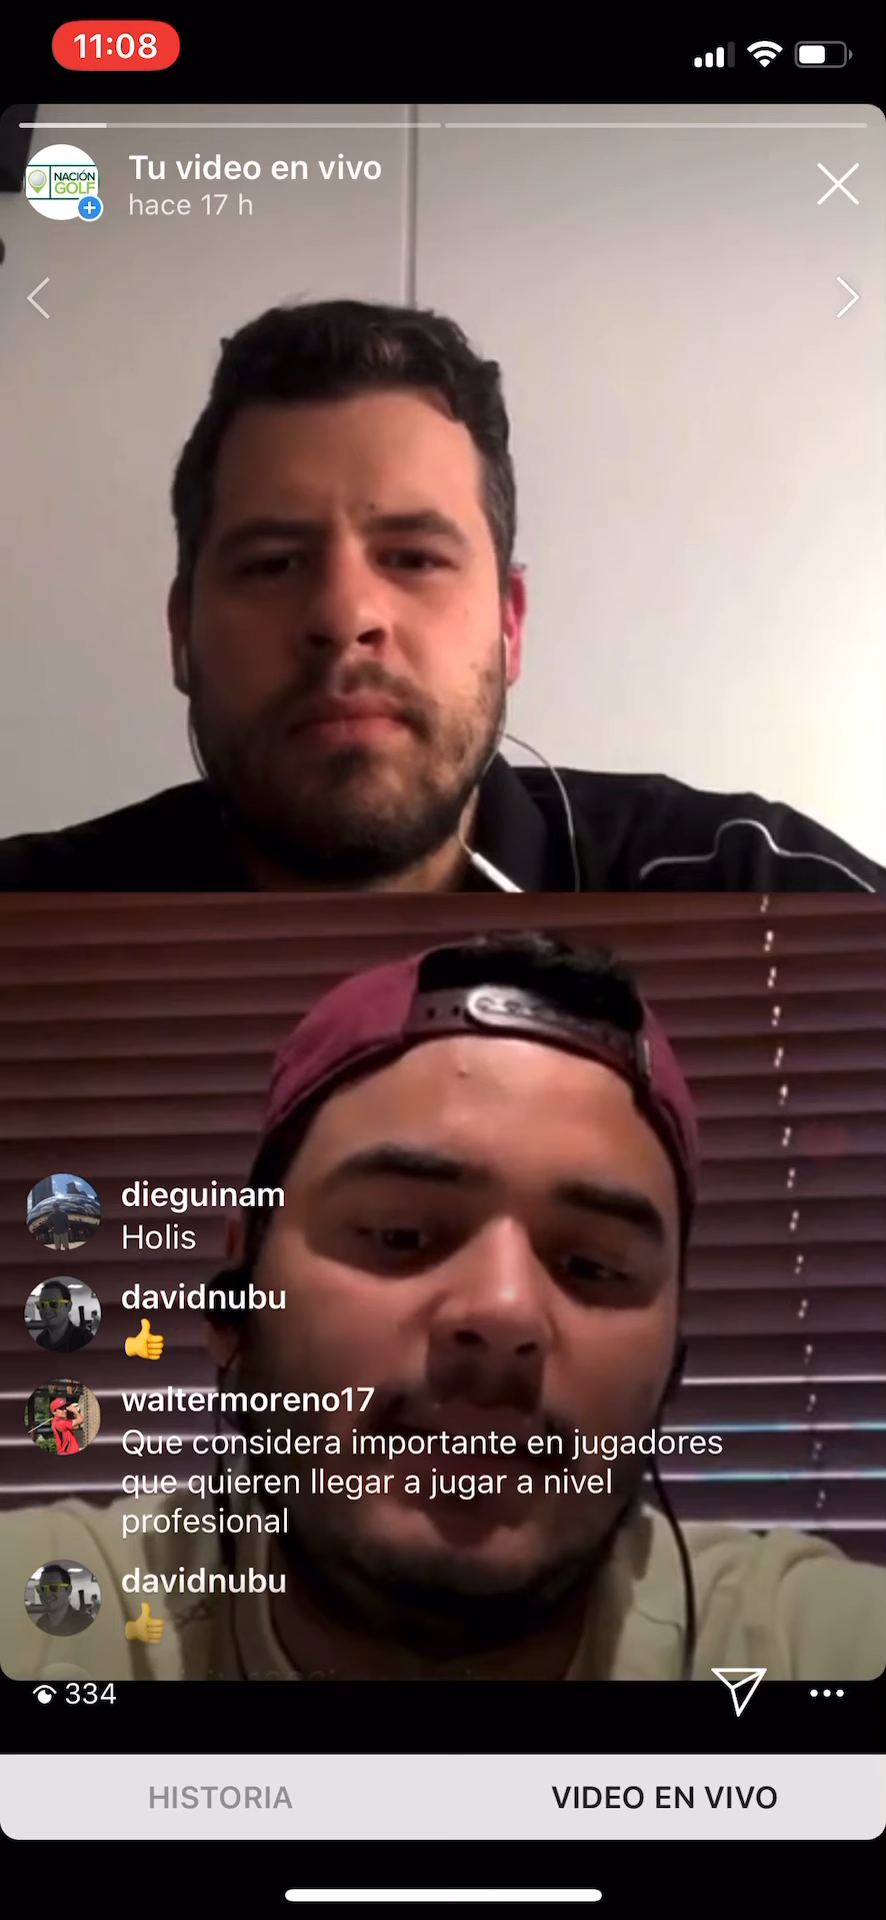 11:08
NACIÓN
GOLF
Tu video en vivo
hace 17 h
dieguinam
Holis
davidnubu
👍
waltermoreno17
Que considera importante en jugadores
que quieren llegar a jugar a nivel
profesional
davidnubu
👍
334
HISTORIA
VIDEO EN VIVO